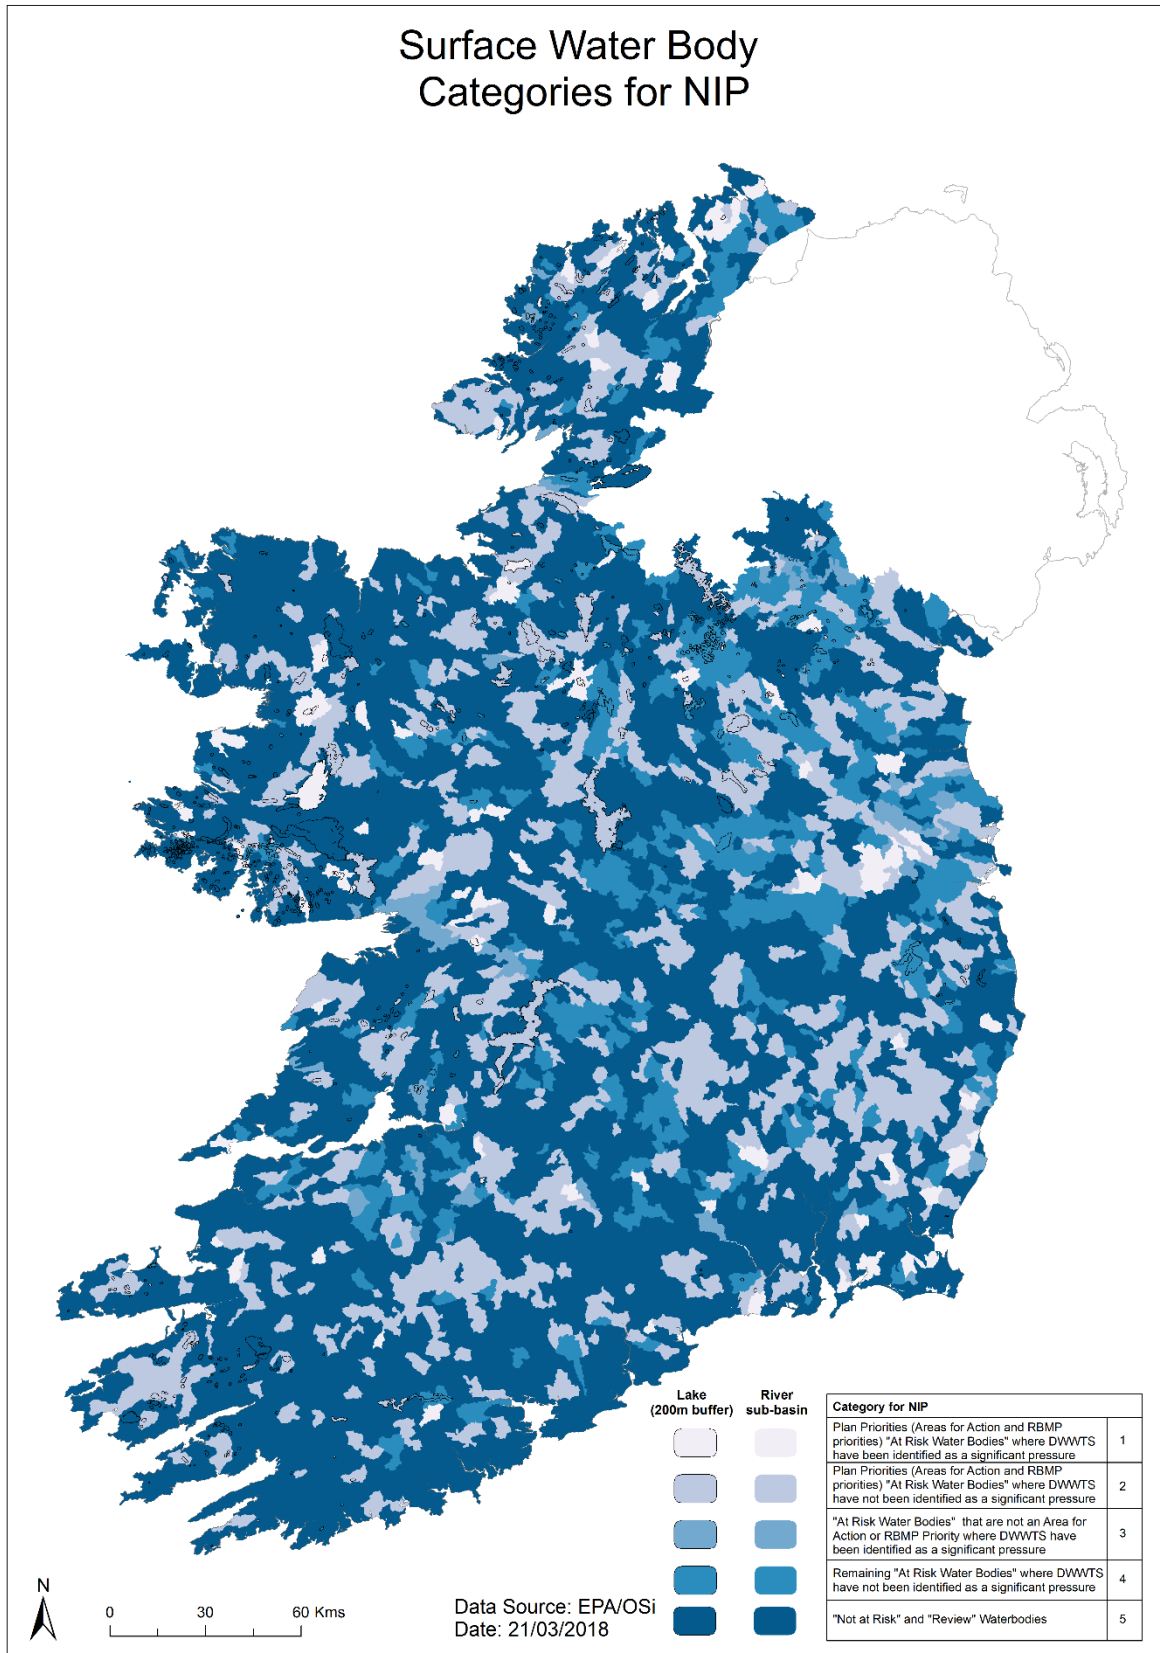 Surface Water Body
Categories for NIP
Lake
(200m buffer)
River
sub-basin
Category for NIP
Plan Priorities (Areas for Action and RBMP
priorities) "At Risk Water Bodies" where DWWTS
have been identified as a significant pressure
1
Plan Priorities (Areas for Action and RBMP
priorities) "At Risk Water Bodies" where DWWTS
have not been identified as a significant pressure
2
"At Risk Water Bodies" that are not an Area for
Action or RBMP Priority where DWWTS have
been identified as a significant pressure
3
Remaining "At Risk Water Bodies" where DWWTS
have not been identified as a significant pressure
4
"Not at Risk" and "Review" Waterbodies
5
N
0 30 60 Kms
Data Source: EPA/OSi
Date: 21/03/2018